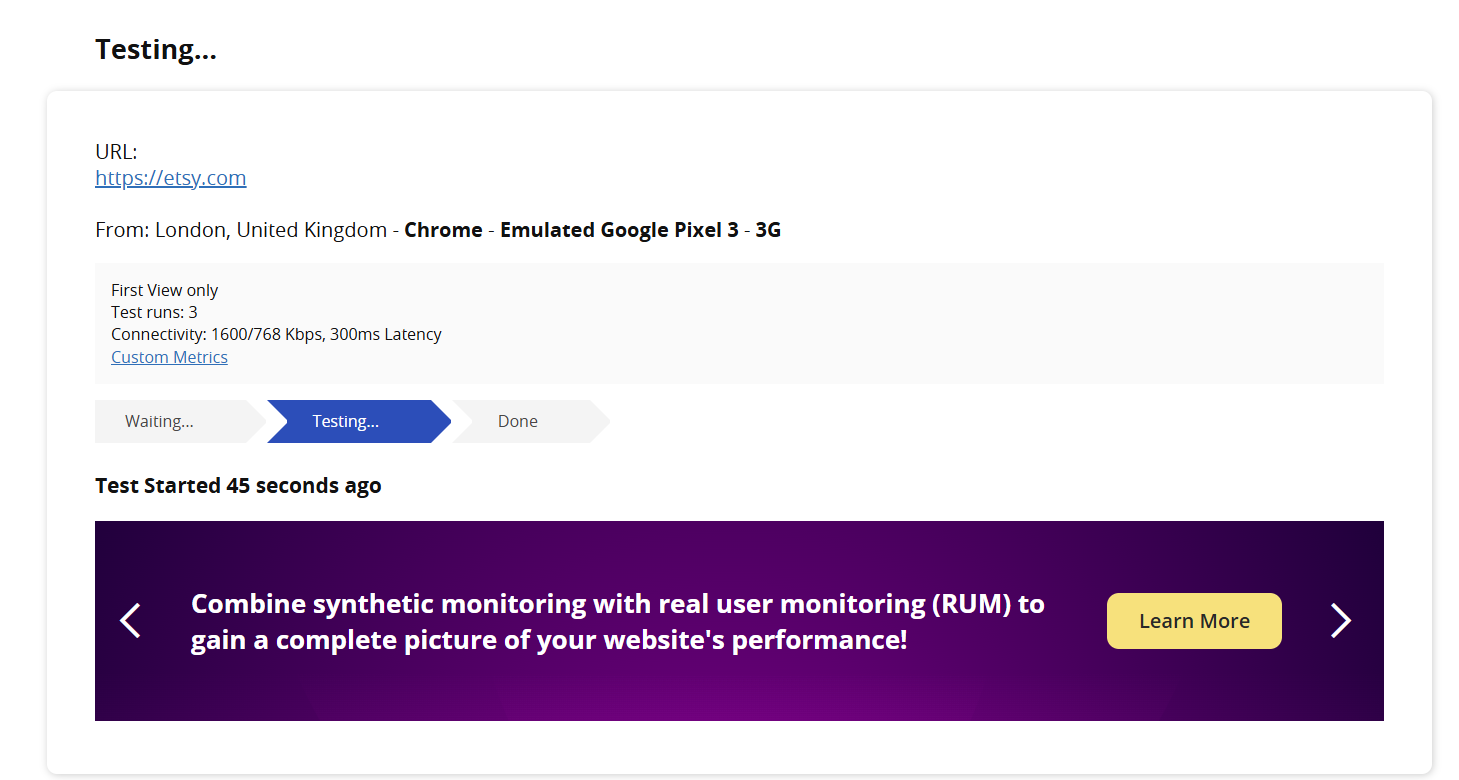 Testing...
URL:
https://etsy.com
From: London, United Kingdom - Chrome - Emulated Google Pixel 3 - 3G
First View only
Test runs: 3
Connectivity: 1600/768 Kbps, 300ms Latency
Custom Metrics
Waiting... Testing... Done
Test Started 45 seconds ago
Combine synthetic monitoring with real user monitoring (RUM) to
gain a complete picture of your website's performance!
Learn More